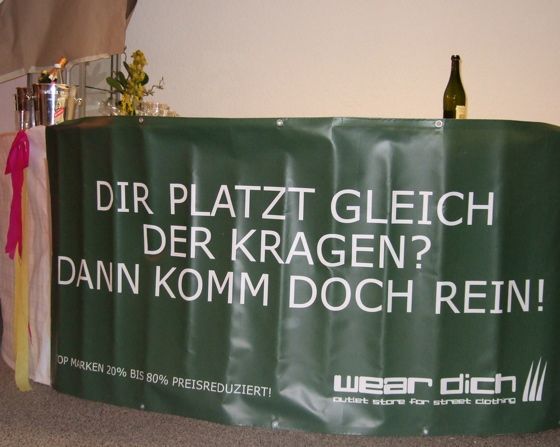 DIR PLATZT GLEICH
DER KRAGEN?
DANN KOMM DOCH REIN!
TOP MARKEN 20% BIS 80% PREISREDUZIERT!
wear dich
outlet store for street clothing